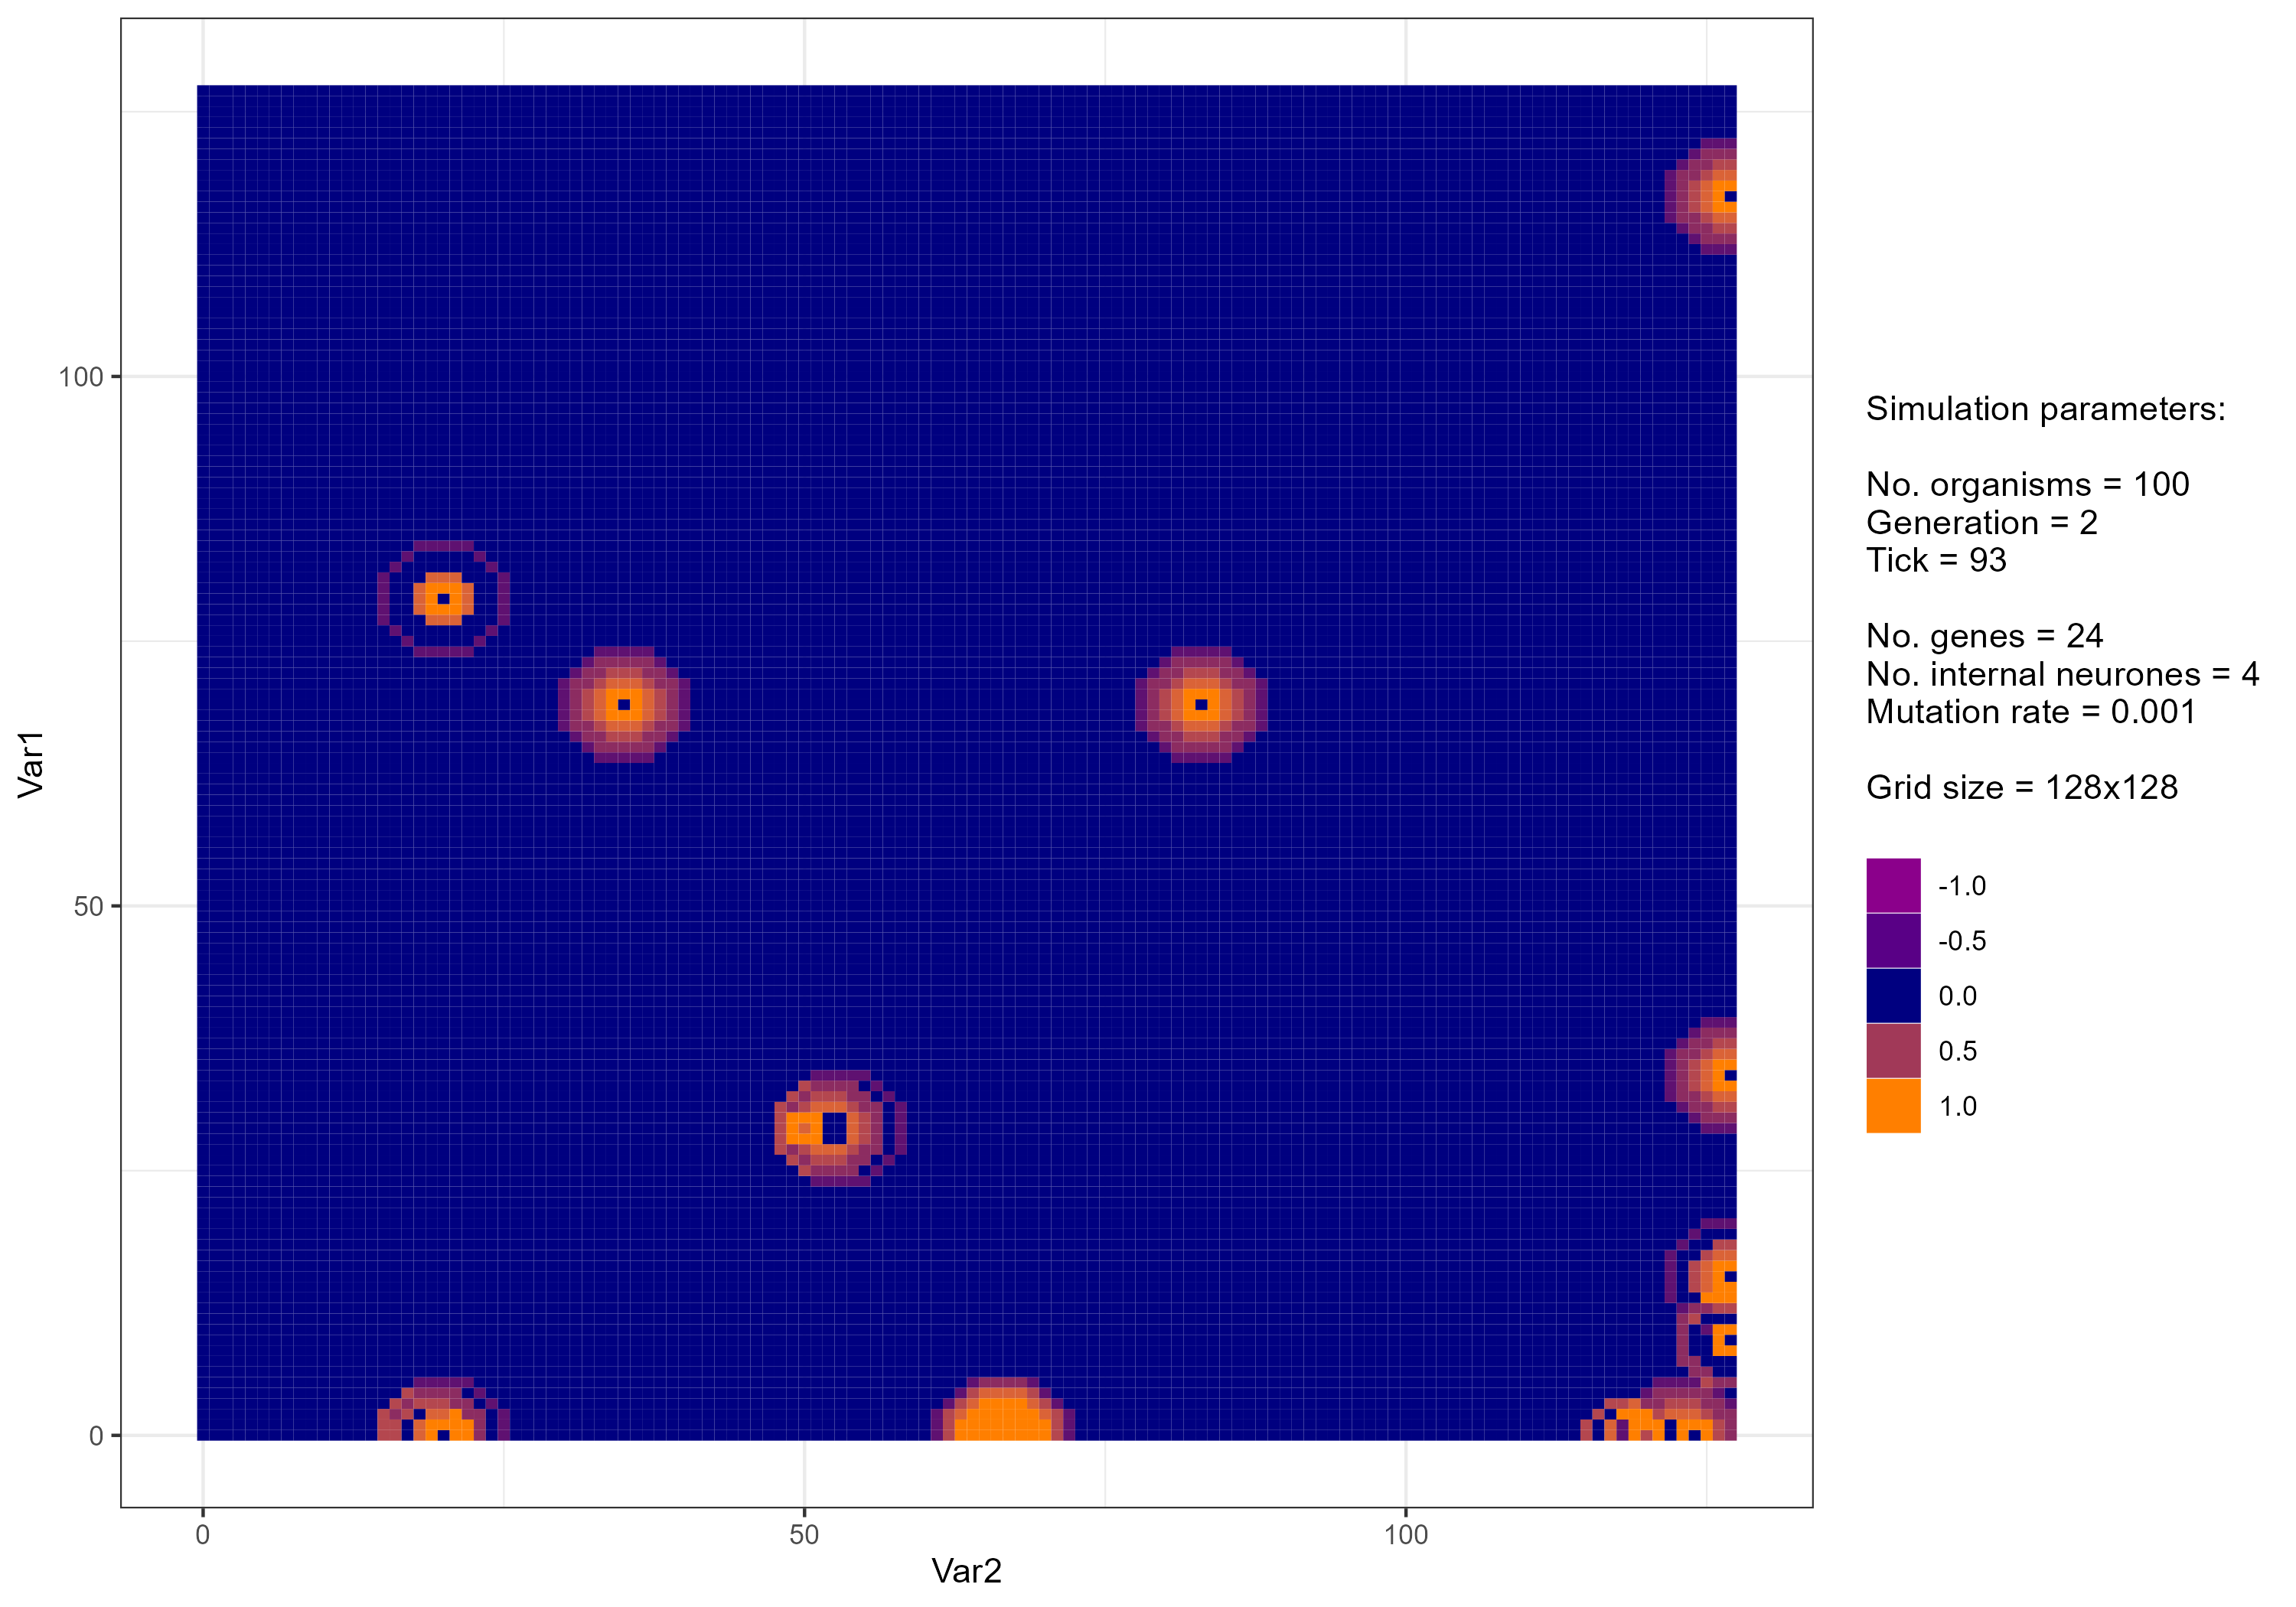 100
50
0
0
50
100
Var1
Var2
Simulation parameters:
No. organisms = 100
Generation = 2
Tick = 93
No. genes = 24
No. internal neurones = 4
Mutation rate = 0.001
Grid size = 128x128
-1.0
-0.5
0.0
0.5
1.0